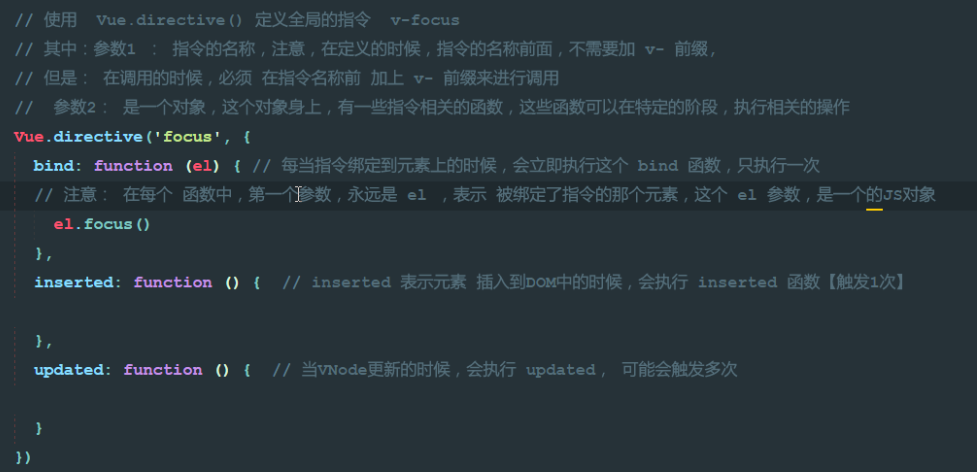 // 使用  Vue.directive() 定义全局的指令  v-focus
// 其中：参数1 ： 指令的名称，注意，在定义的时候，指令的名称前面，不需要加 v- 前缀，
// 但是： 在调用的时候，必须 在指令名称前 加上 v- 前缀来进行调用
//  参数2： 是一个对象，这个对象身上，有一些指令相关的函数，这些函数可以在特定的阶段，执行相关的操作
Vue.directive('focus', {
  bind: function (el) { // 每当指令绑定到元素上的时候，会立即执行这个 bind 函数，只执行一次
  // 注意： 在每个 函数中，第一个参数，永远是 el ，表示 被绑定了指令的那个元素，这个 el 参数，是一个的JS对象
    el.focus()
  },
  inserted: function () {  // inserted 表示元素 插入到DOM中的时候，会执行 inserted 函数【触发1次】
  },
  updated: function () {  // 当VNode更新的时候，会执行 updated， 可能会触发多次
  }
})